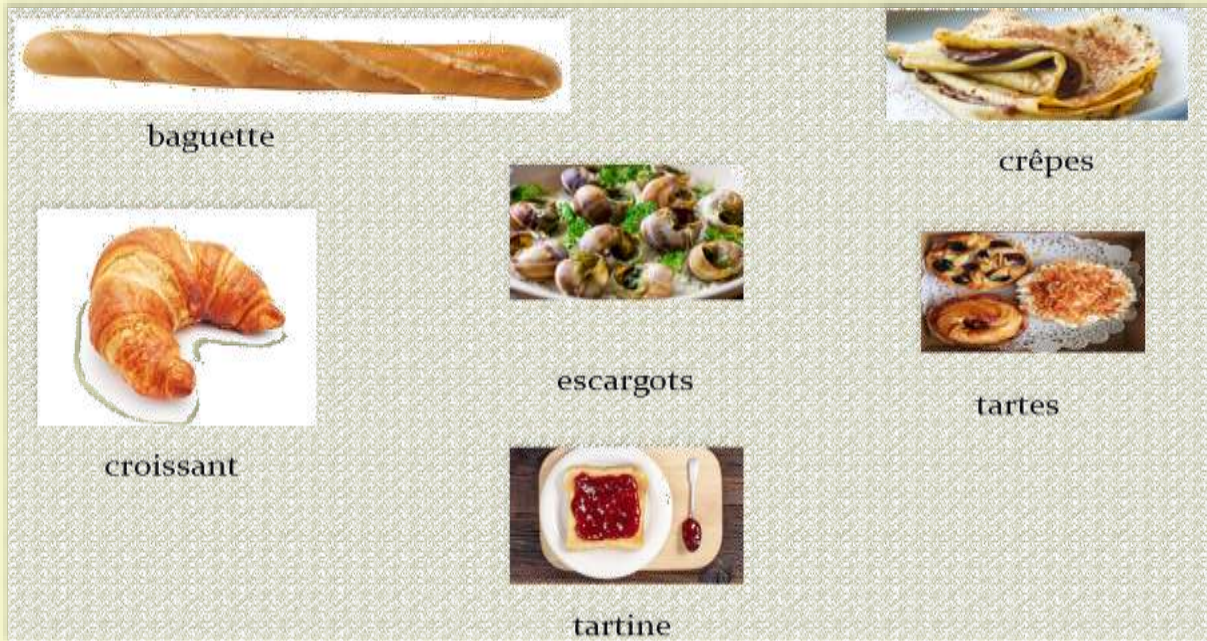 baguette
crêpes
escargots
tartes
croissant
tartine